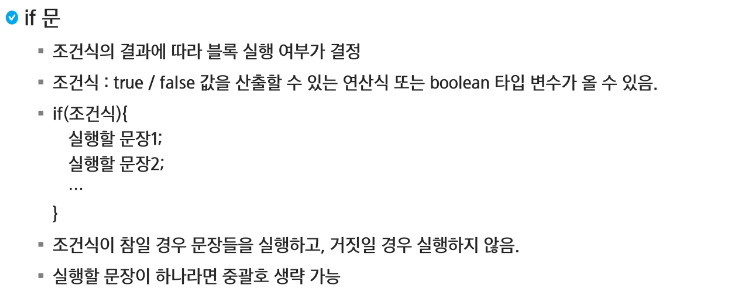 if 문
▪ 조건식의 결과에 따라 블록 실행 여부가 결정
▪ 조건식 : true / false 값을 산출할 수 있는 연산식 또는 boolean 타입 변수가 올 수 있음.
▪ if(조건식){
실행할 문장1;
실행할 문장2;
…
}
▪ 조건식이 참일 경우 문장들을 실행하고, 거짓일 경우 실행하지 않음.
▪ 실행할 문장이 하나라면 중괄호 생략 가능